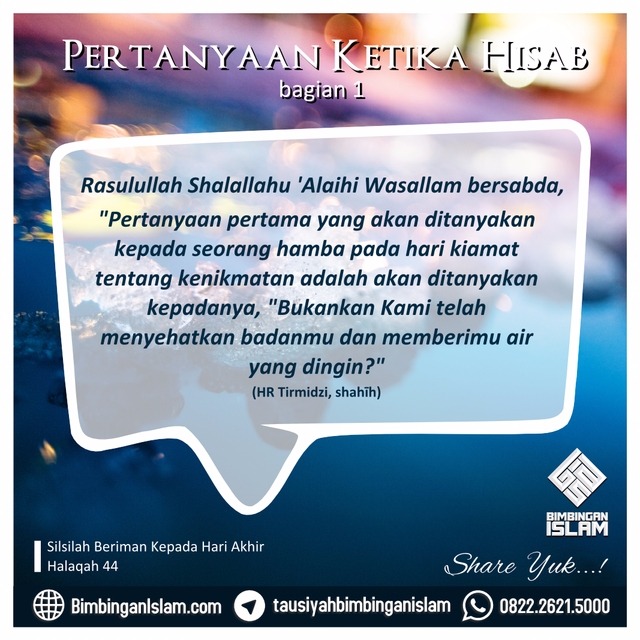 Pertanyaan Ketika Hisab
bagian 1
Rasulullah Shalallahu 'Alaihi Wasallam bersabda,
"Pertanyaan pertama yang akan ditanyakan
kepada seorang hamba pada hari kiamat
tentang kenikmatan adalah akan ditanyakan
kepadanya, "Bukankan Kami telah
menyehatkan badanmu dan memberimu air
yang dingin?"
(HR Tirmidzi, shahīh)
BIMBINGAN
ISLAM
Silsilah Beriman Kepada Hari Akhir
Halaqah 44
Share Yuk...!
BimbinganIslam.com tausiyahbimbinganislam 0822.2621.5000